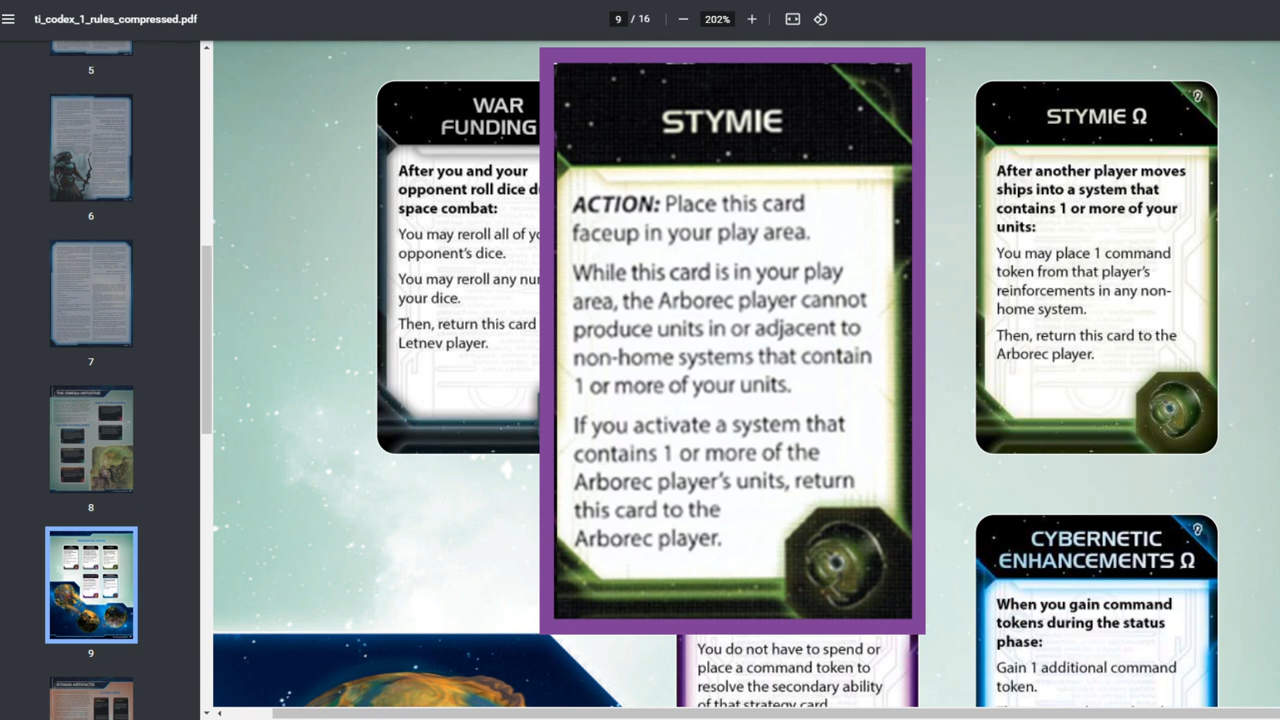 ti_codex_1_rules_compressed.pdf
9 / 16
202%
5
6
7
8
9
WAR
FUNDING
After you and your
opponent roll dice
space combat:
You may reroll all of
opponent's dice.
You may reroll any
your dice.
Then, return this card
Letnev player.
STYMIE
ACTION: Place this card
faceup in your play area.
While this card is in your play
area, the Arborec player cannot
produce units in or adjacent to
non-home systems that contain
1 or more of your units.
If you activate a system that
contains 1 or more of the
Arborec player's units, return
this card to the
Arborec player.
STYMIE Ω
After another player moves
ships into a system that
contains 1 or more of your
units:
You may place 1 command
token from that player's
reinforcements in any non-
home system.
Then, return this card to the
Arborec player.
You do not have to spend or
place a command token to
resolve the secondary ability
of that strategy card
CYBERNETIC
ENHANCEMENTS Ω
When you gain command
tokens during the status
phase:
Gain 1 additional command
token.